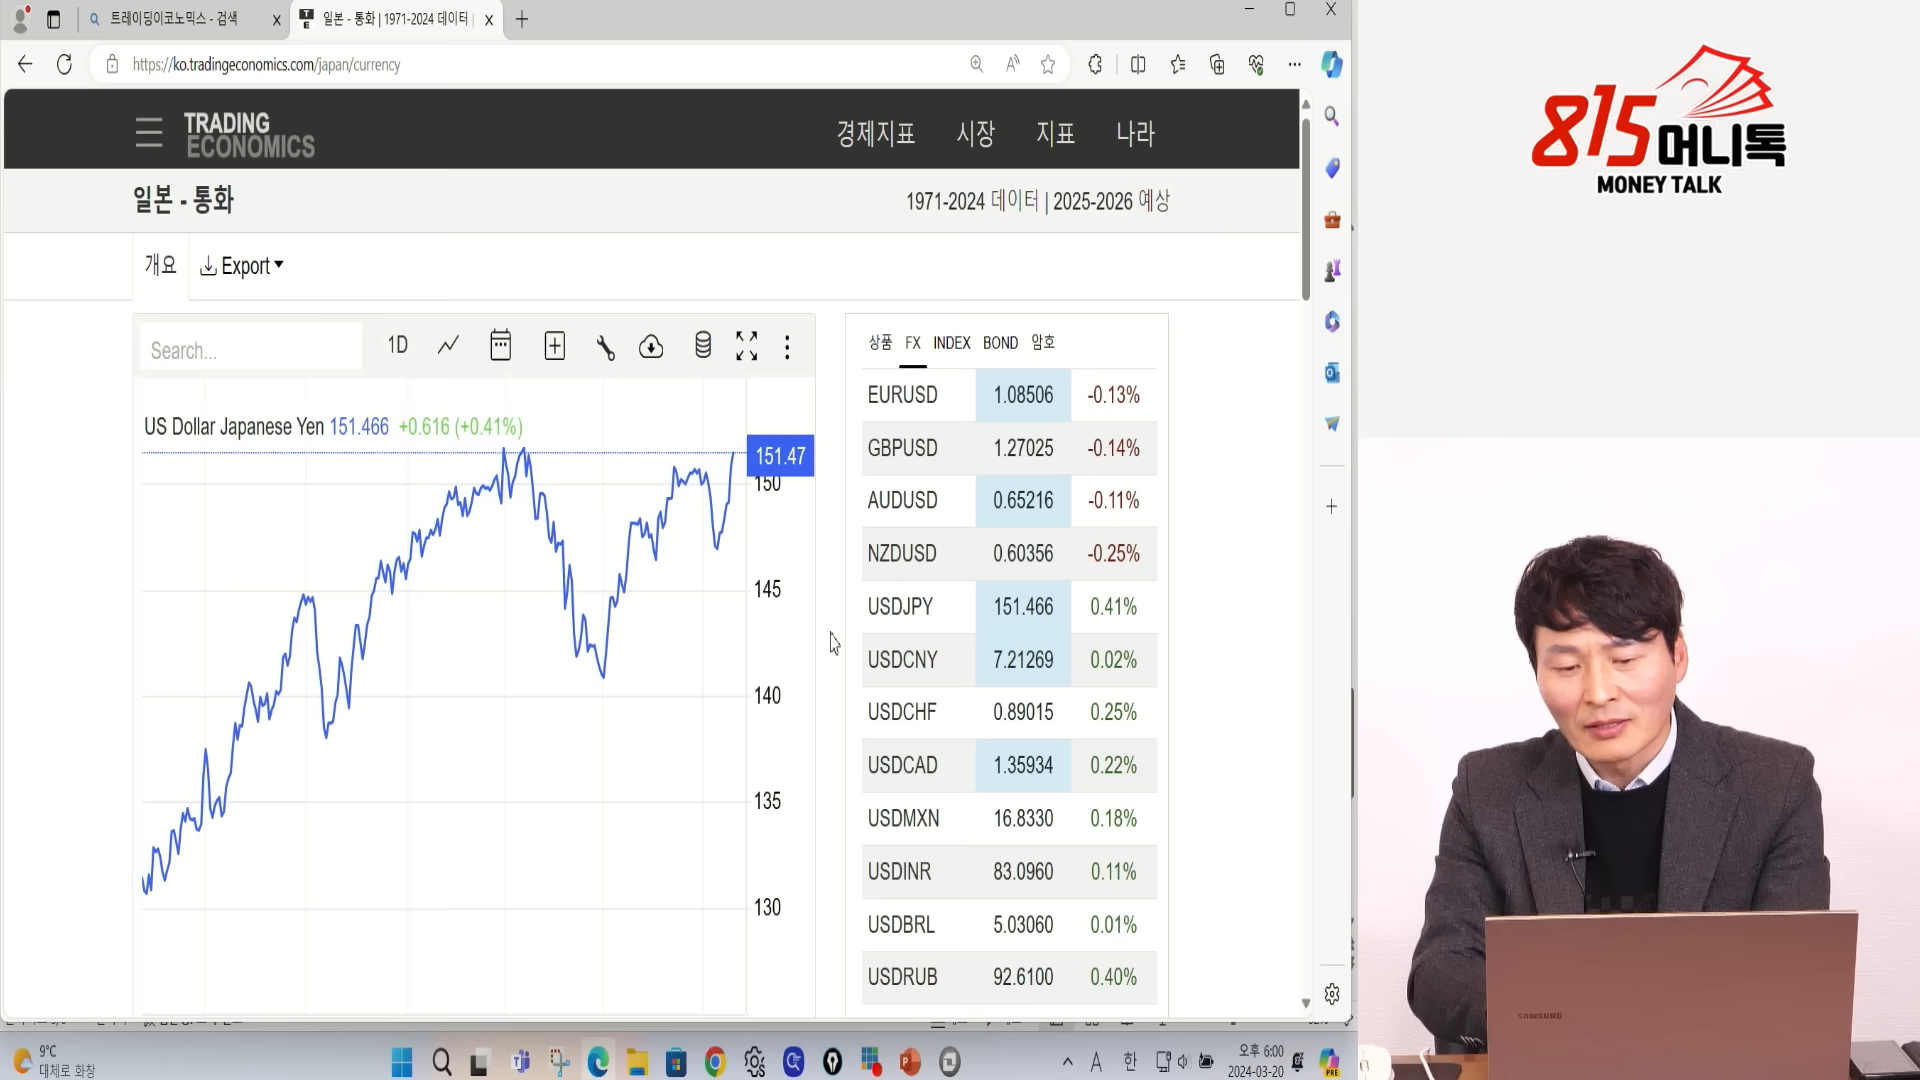 트레이딩이코노믹스 - 검색
일본 - 통화 | 1971-2024 데이터
https://ko.tradingeconomics.com/japan/currency
TRADING
ECONOMICS
경제지표 시장 지표 나라
일본 - 통화
1971-2024 데이터 | 2025-2026 예상
개요 Export
Search...
1D
US Dollar Japanese Yen 151.466 +0.616 (+0.41%)
151.47
150
145
140
135
130
상품 FX INDEX BOND 암호
EURUSD 1.08506 -0.13%
GBPUSD 1.27025 -0.14%
AUDUSD 0.65216 -0.11%
NZDUSD 0.60356 -0.25%
USDJPY 151.466 0.41%
USDCNY 7.21269 0.02%
USDCHF 0.89015 0.25%
USDCAD 1.35934 0.22%
USDMXN 16.8330 0.18%
USDINR 83.0960 0.11%
USDBRL 5.03060 0.01%
USDRUB 92.6100 0.40%
9°C
대체로 화창
A 한
오후 6:00
2024-03-20
PRE
815머니톡
MONEY TALK
SAMSUNG